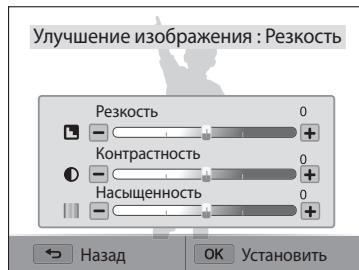 Улучшение изображения : Резкость
Резкость 0
Контрастность 0
Насыщенность 0
Назад OK Установить